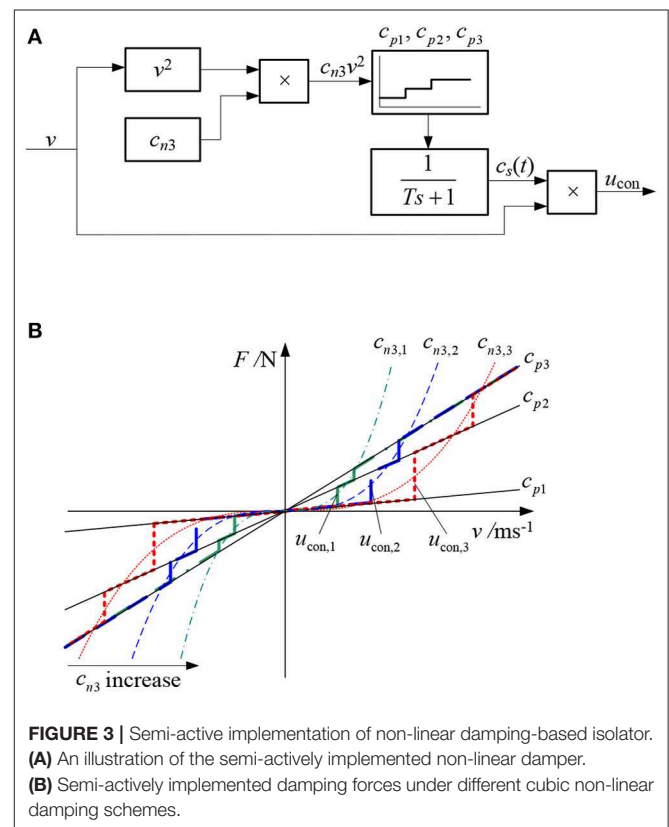 A
c_{p1}, c_{p2}, c_{p3}
v^2
×
c_{n3}v^2
c_{n3}
v
\frac{1}{Ts+1}
c_s(t)
×
u_{con}
B
F /N
c_{n3,1}
c_{n3,2}
c_{n3,3}
c_{p3}
c_{p2}
c_{p1}
v /ms^{-1}
u_{con,1}
u_{con,2}
u_{con,3}
c_{n3} increase
FIGURE 3 | Semi-active implementation of non-linear damping-based isolator.
(A) An illustration of the semi-actively implemented non-linear damper.
(B) Semi-actively implemented damping forces under different cubic non-linear
damping schemes.